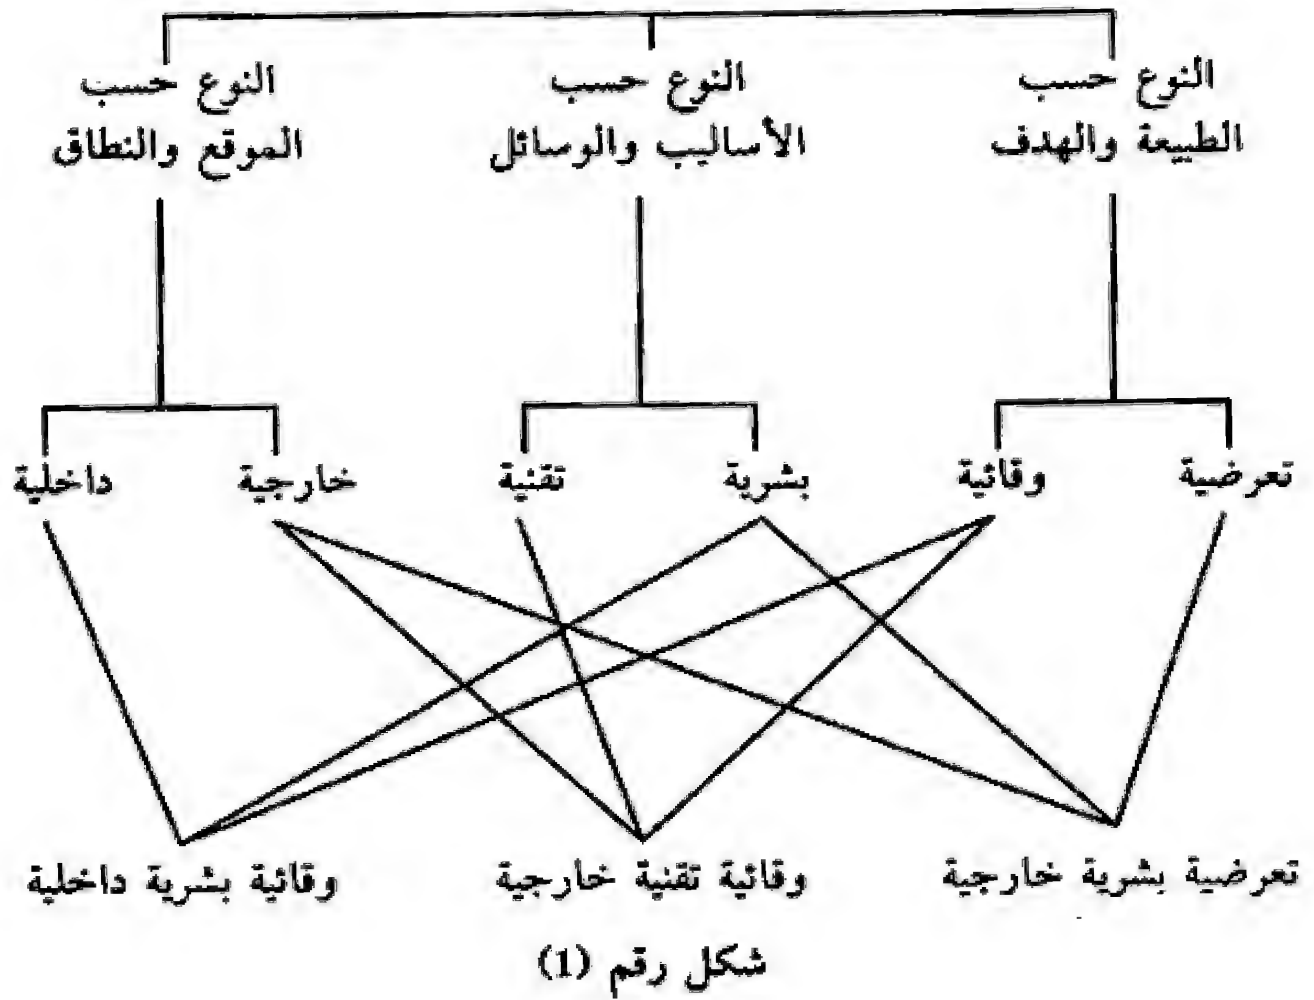 النوع حسب
الطبيعة والهدف
النوع حسب
الأساليب والوسائل
النوع حسب
الموقع والنطاق
تعرضية
وقائية
بشرية
تقنية
خارجية
داخلية
تعرضية بشرية خارجية
وقائية تقنية خارجية
وقائية بشرية داخلية
شكل رقم (1)